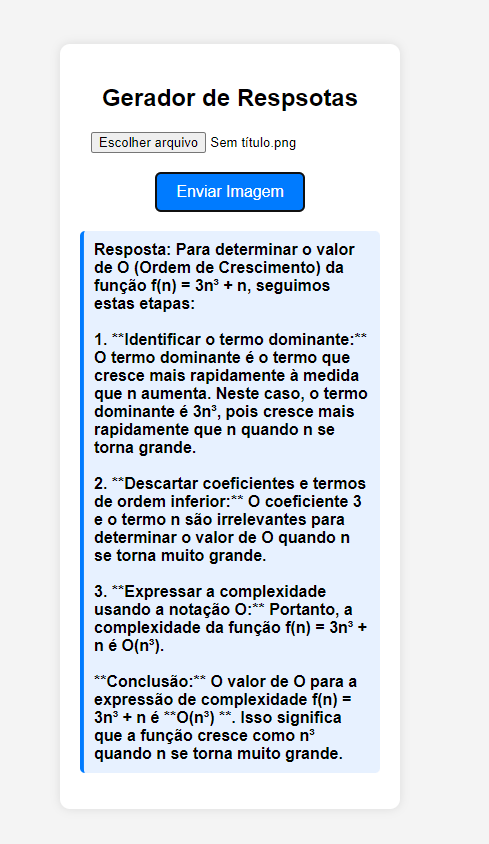 Gerador de Respsotas
Escolher arquivo Sem título.png
Enviar Imagem
Resposta: Para determinar o valor
de O (Ordem de Crescimento) da
função f(n) = 3n³ + n, seguimos
estas etapas:
1. **Identificar o termo dominante:**
O termo dominante é o termo que
cresce mais rapidamente à medida
que n aumenta. Neste caso, o termo
dominante é 3n³, pois cresce mais
rapidamente que n quando n se
torna grande.
2. **Descartar coeficientes e termos
de ordem inferior:** O coeficiente 3
e o termo n são irrelevantes para
determinar o valor de O quando n
se torna muito grande.
3. **Expressar a complexidade
usando a notação O:** Portanto, a
complexidade da função f(n) = 3n³ +
n é O(n³).
**Conclusão:** O valor de O para a
expressão de complexidade f(n) =
3n³ + n é **O(n³) **. Isso significa
que a função cresce como n³
quando n se torna muito grande.